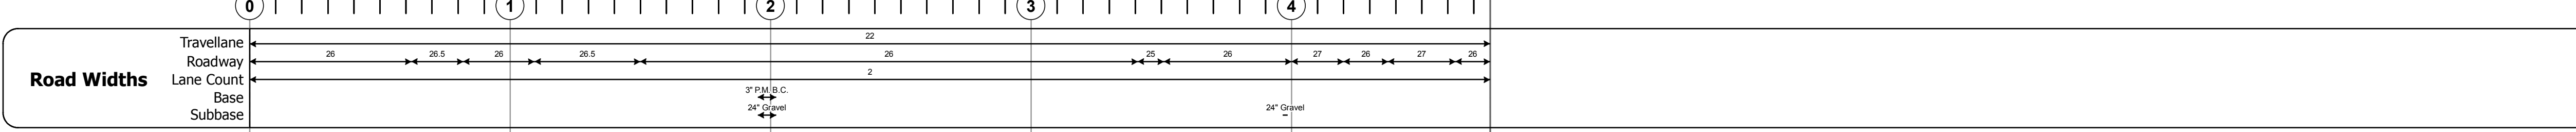 0 1 2 3 4
Road Widths
Travellane 22
Roadway 26 26.5 26 26.5 26 25 26 27 26 27 26
Lane Count 2
Base 3" P.M. B.C.
Subbase 24" Gravel 24" Gravel